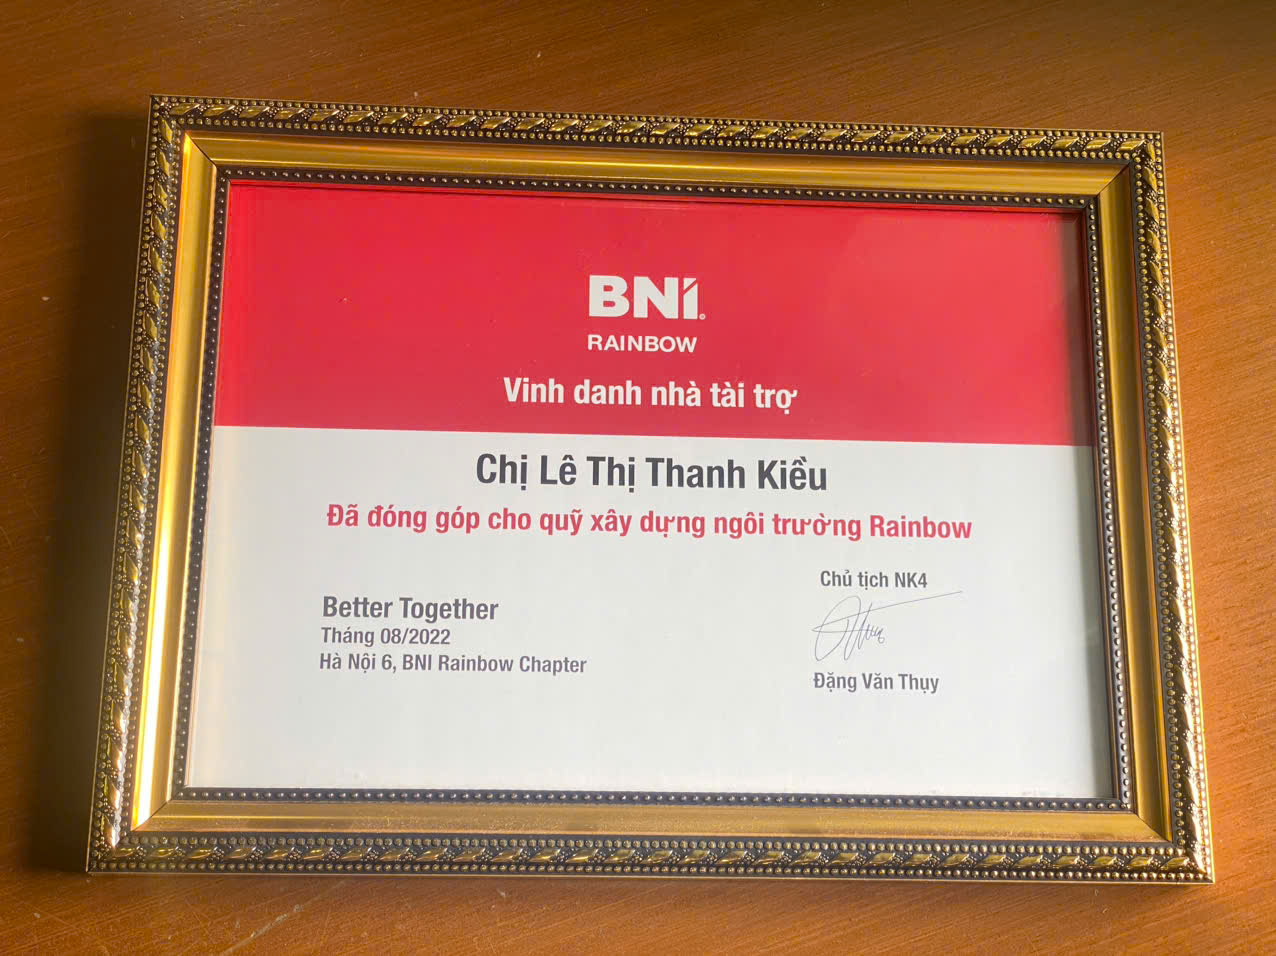 BNI®
RAINBOW
Vinh danh nhà tài trợ
Chị Lê Thị Thanh Kiều
Đã đóng góp cho quỹ xây dựng ngôi trường Rainbow
Better Together
Tháng 08/2022
Hà Nội 6, BNI Rainbow Chapter
Chủ tịch NK4
Đặng Văn Thụy